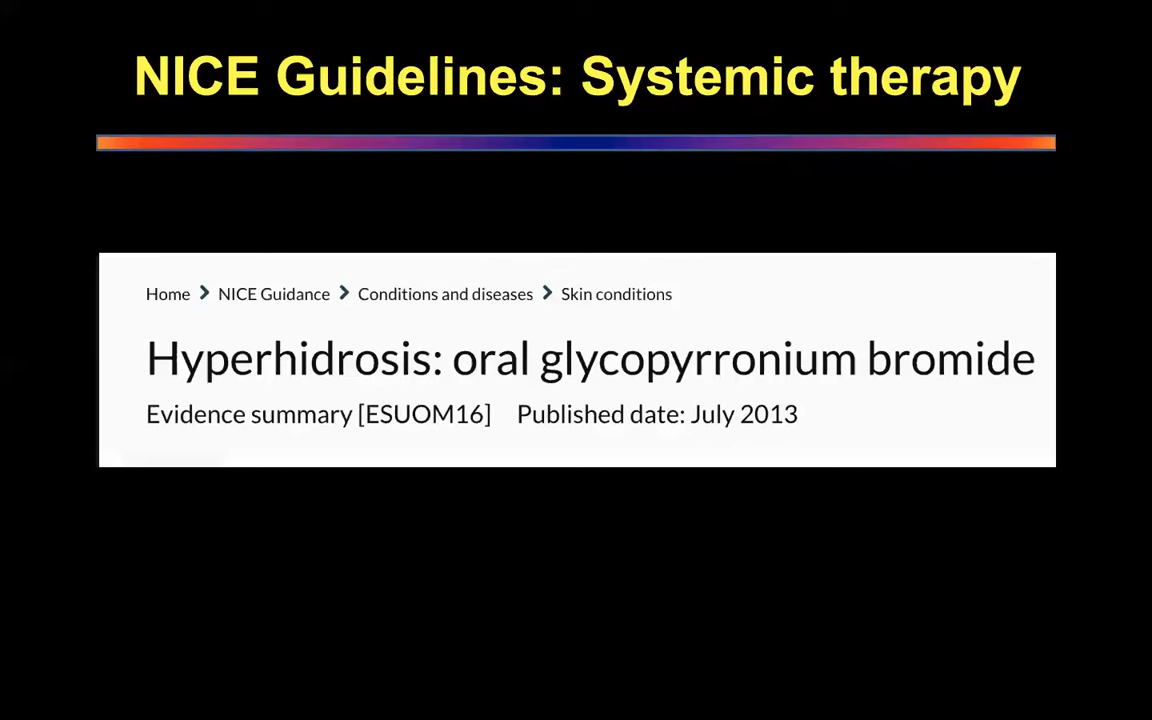 NICE Guidelines: Systemic therapy
Home > NICE Guidance > Conditions and diseases > Skin conditions
Hyperhidrosis: oral glycopyrronium bromide
Evidence summary [ESUOM16] Published date: July 2013